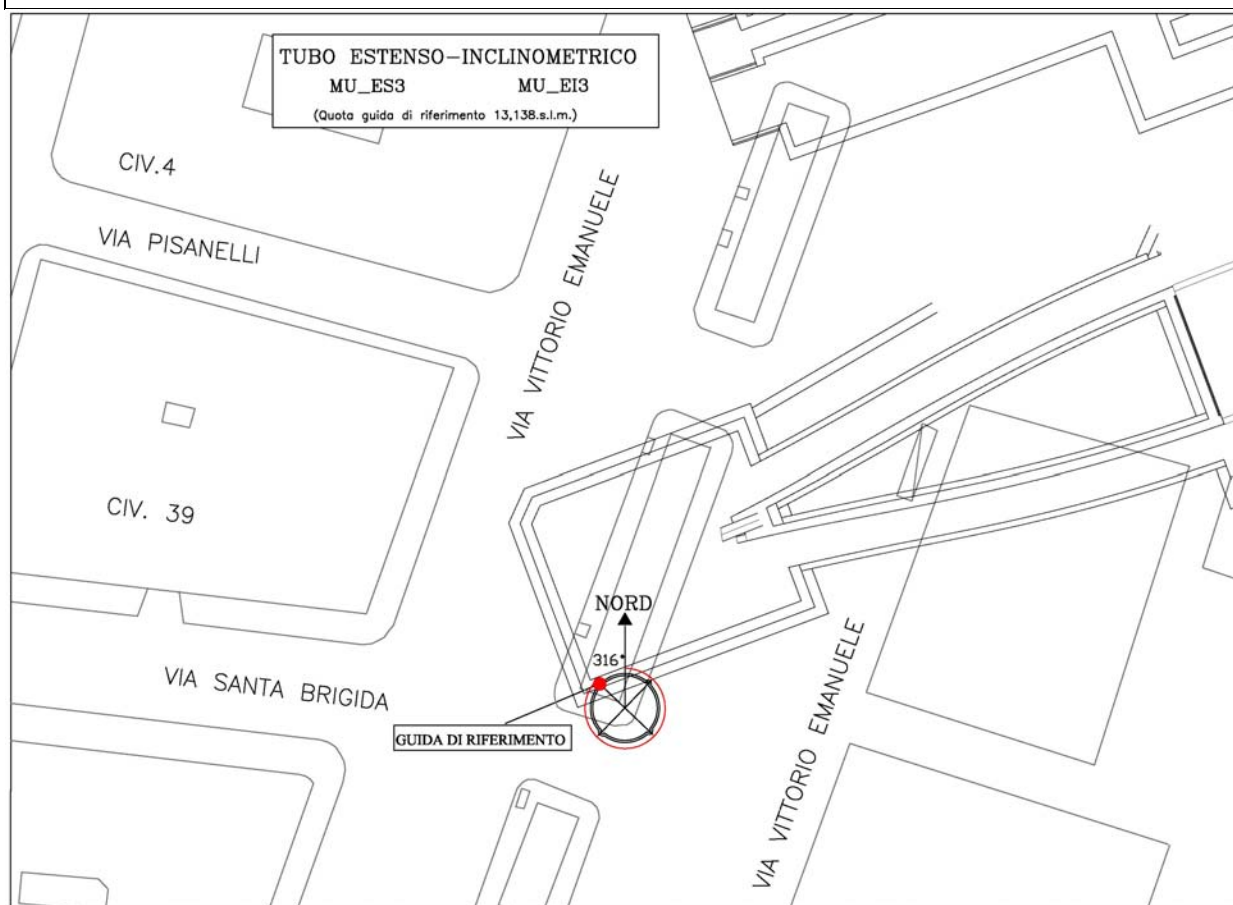 TUBO ESTENSO-INCLINOMETRICO
MU_ES3 MU_EI3
(Quota guida di riferimento 13,138.s.l.m.)
CIV.4
VIA PISANELLI
VIA VITTORIO EMANUELE
CIV. 39
NORD
316°
VIA SANTA BRIGIDA
GUIDA DI RIFERIMENTO
VIA VITTORIO EMANUELE